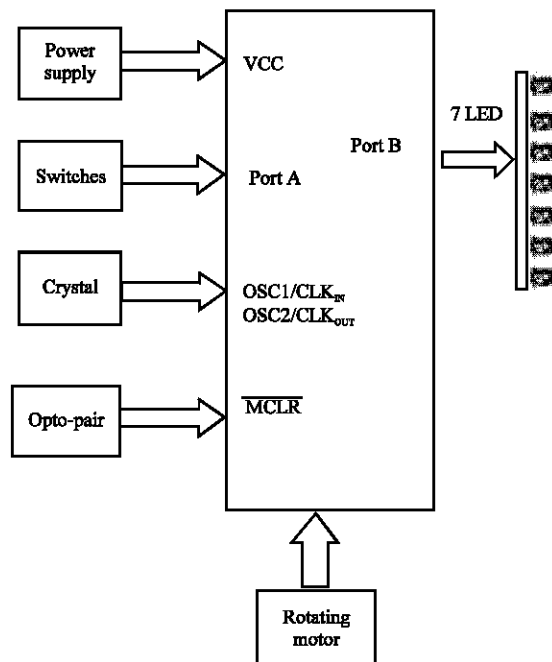 Power
supply
VCC
7 LED
Port B
Switches
Port A
Crystal
OSC1/CLKIN
OSC2/CLKOUT
Opto-pair
MCLR
Rotating
motor